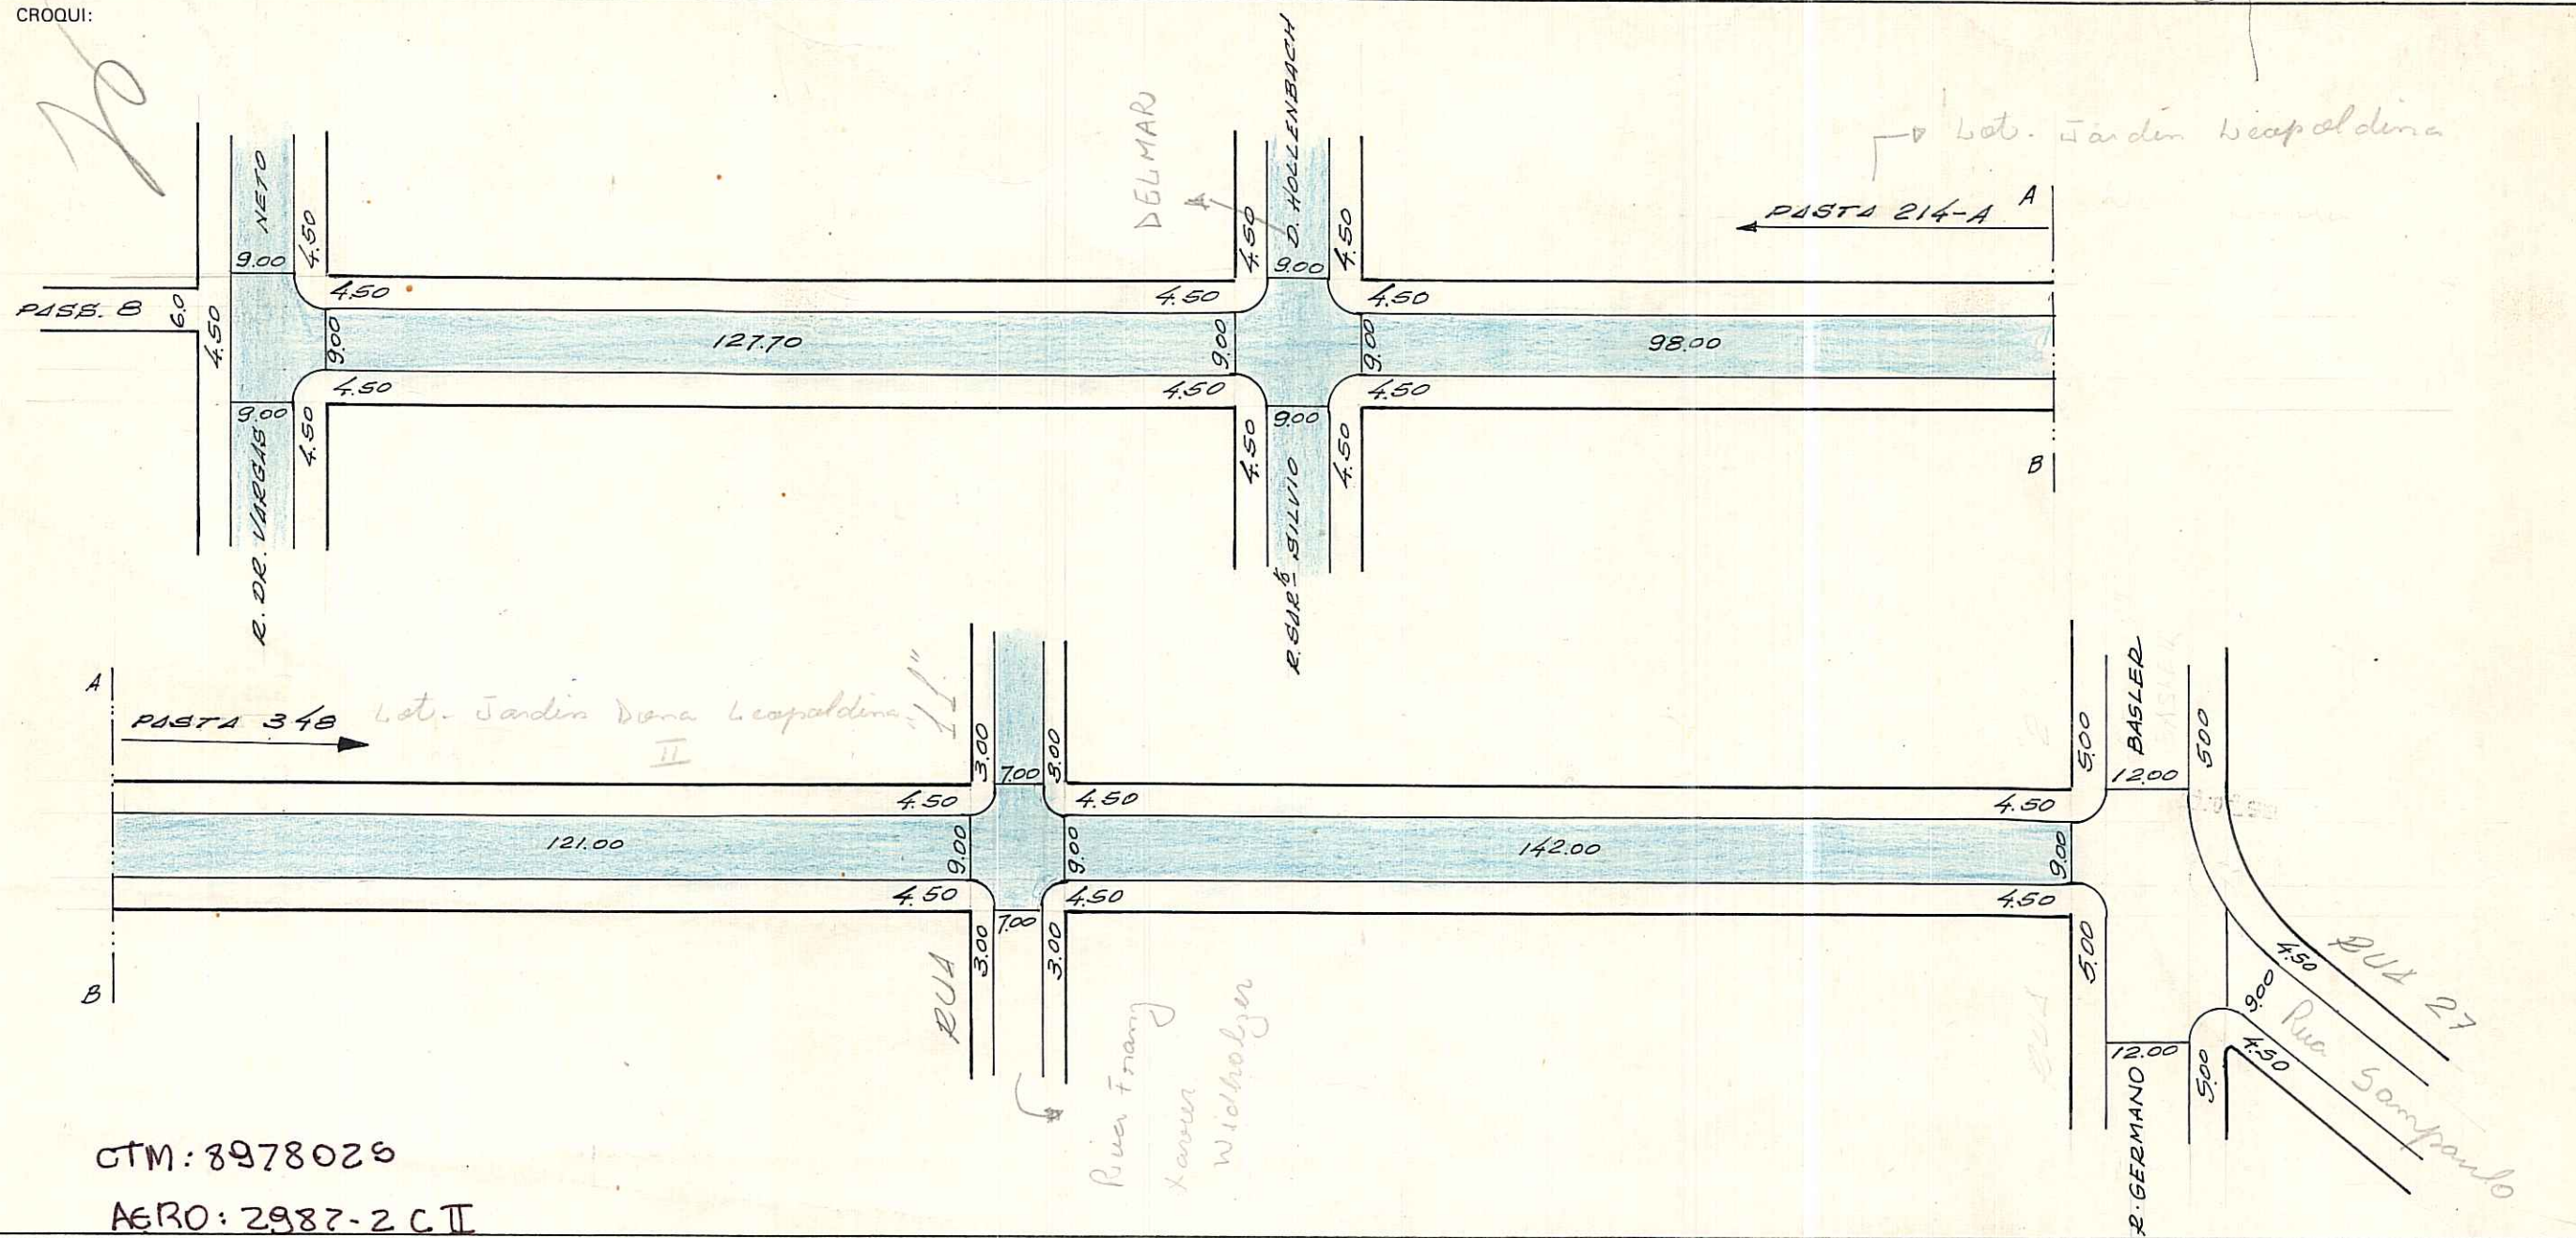 CROQUI:
DELMAR
Lot. Jardin Leopoldina
PASTA 214-A
A
R. DR. VARGAS NETO
R. SARG SILVIO D. HOLLENBACH
9.00
4.50
4.50
9.00
4.50
PASS. 8
6.0
4.50
4.50
4.50
4.50
9.00
127.70
9.00
9.00
98.00
4.50
4.50
4.50
9.00
4.50
9.00
4.50
4.50
B
A
PASTA 348
Lot. Jardin Dona Leopoldina
II
RUA "11"
3.00
7.00
3.00
5.00
12.00
5.00
4.50
4.50
4.50
121.00
9.00
9.00
142.00
9.00
4.50
4.50
4.50
3.00
7.00
3.00
5.00
4.50
RUA 27
B
9.00
Rua Sampaulo
12.00
5.00
4.50
R. GERMANO BASLER
Rua Franz
Xaver
Widholzer
CTM: 8978025
AERO: 2987-2 C II